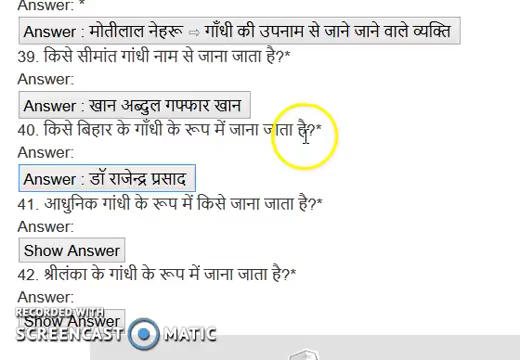 Answer: *
Answer : मोतीलाल नेहरू ⇨ गाँधी की उपनाम से जाने जाने वाले व्यक्ति
39. किसे सीमांत गांधी नाम से जाना जाता है?*
Answer:
Answer : खान अब्दुल गफ्फार खान
40. किसे बिहार के गाँधी के रूप में जाना जाता है?*
Answer:
Answer : डॉ राजेन्द्र प्रसाद
41. आधुनिक गांधी के रूप में किसे जाना जाता है?*
Answer:
Show Answer
42. श्रीलंका के गांधी के रूप में जाना जाता है?*
Answer:
Show Answer
RECORDED WITH
SCREENCAST MATIC